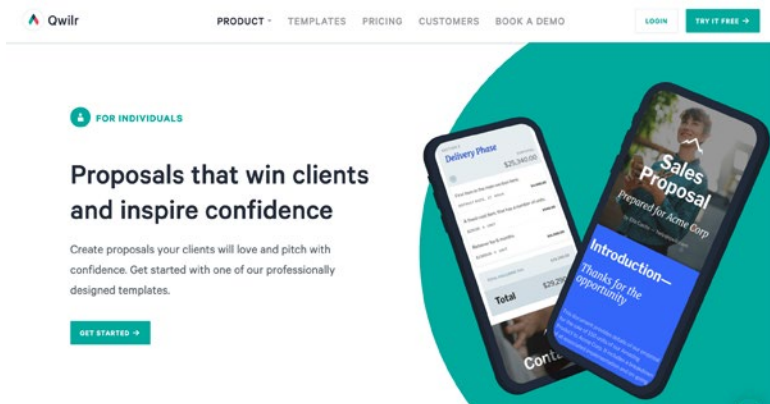 Qwilr
PRODUCT
TEMPLATES
PRICING
CUSTOMERS
BOOK A DEMO
LOGIN
TRY IT FREE →
FOR INDIVIDUALS
Proposals that win clients
and inspire confidence
Create proposals your clients will love and pitch with
confidence. Get started with one of our professionally
designed templates.
GET STARTED →
Delivery Phase
$25,340.00
Total
Sales
Proposal
Prepared for Acme Corp
Introduction—
Thanks for the
opportunity